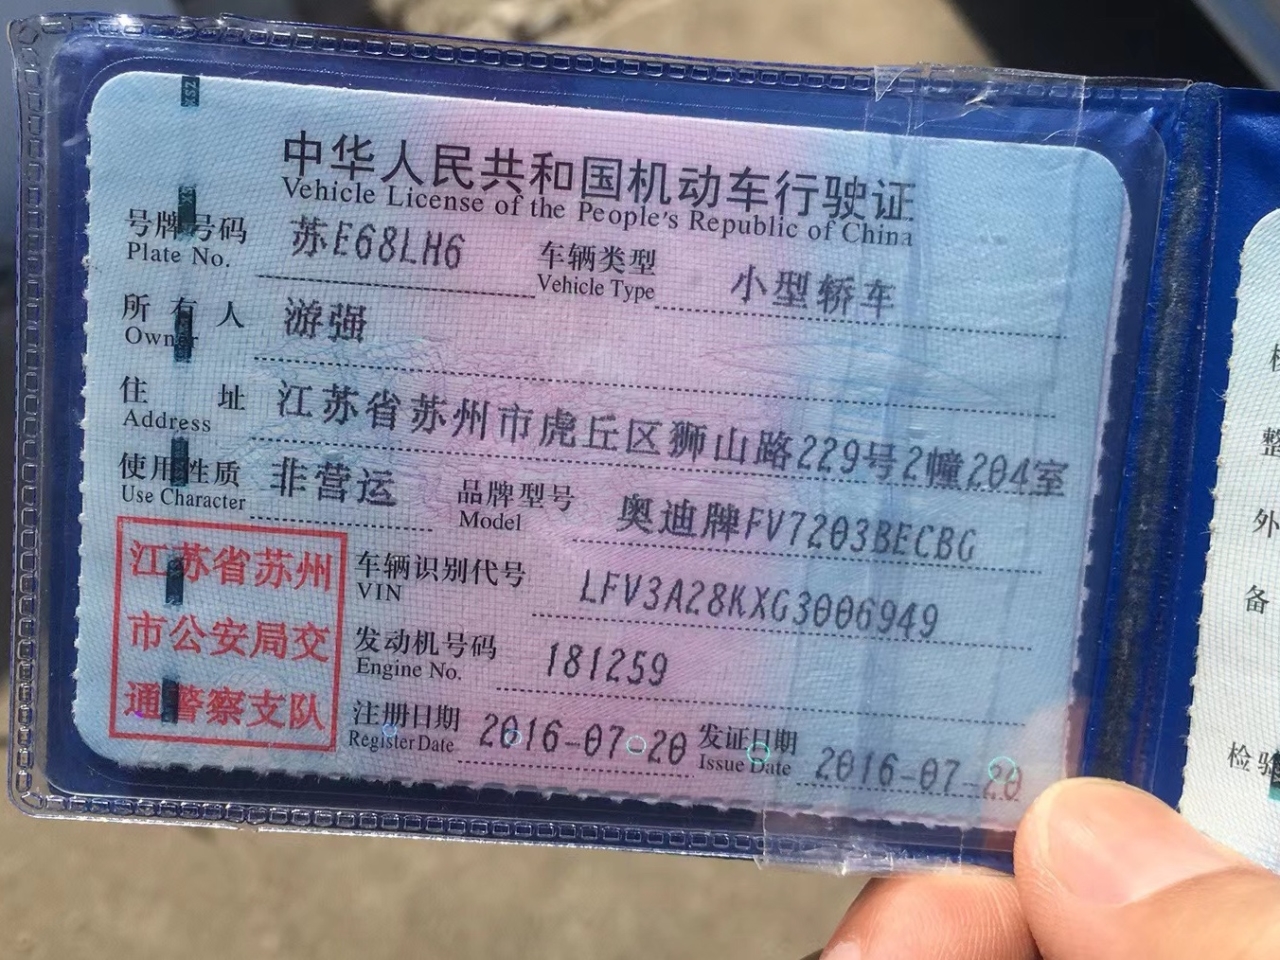 中华人民共和国机动车行驶证
Vehicle License of the People's Republic of China
号牌号码 苏E68LH6 车辆类型 小型轿车
Plate No. Vehicle Type
所有人 游强
Owner
住址 江苏省苏州市虎丘区狮山路229号2幢204室
Address
使用性质 非营运 品牌型号 奥迪牌FV7203BECBG
Use Character Model
江苏省苏州
市公安局交
通警察支队
车辆识别代号 LFV3A28KXG3006949
VIN
发动机号码 181259
Engine No.
注册日期 2016-07-20 发证日期 2016-07-20
Register Date Issue Date
整
外
备
检验